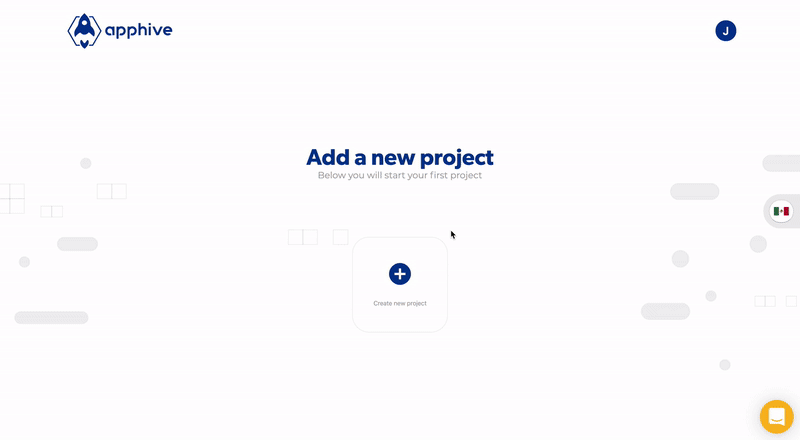 apphive
J
Add a new project
Below you will start your first project
Create new project